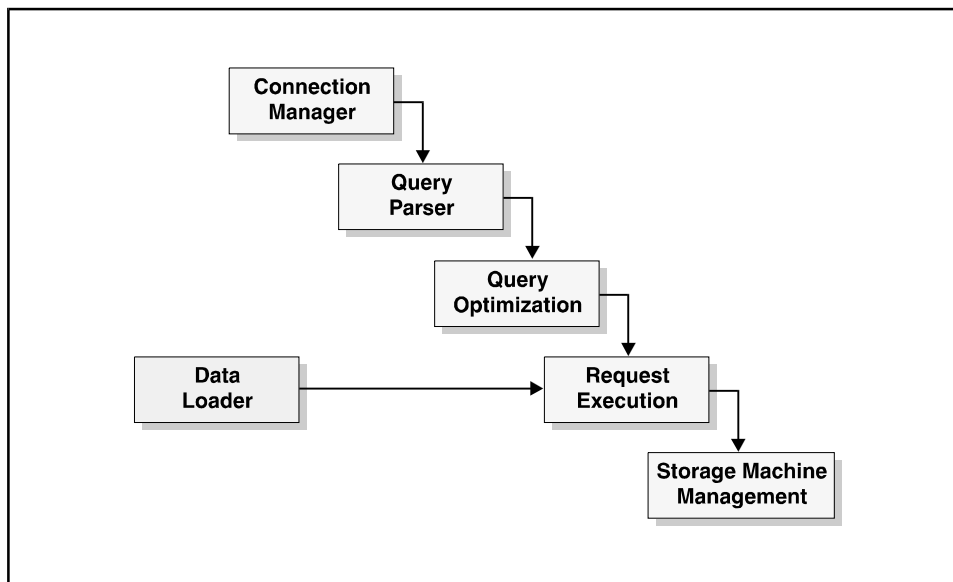 Connection
Manager
Query
Parser
Query
Optimization
Data
Loader
Request
Execution
Storage Machine
Management